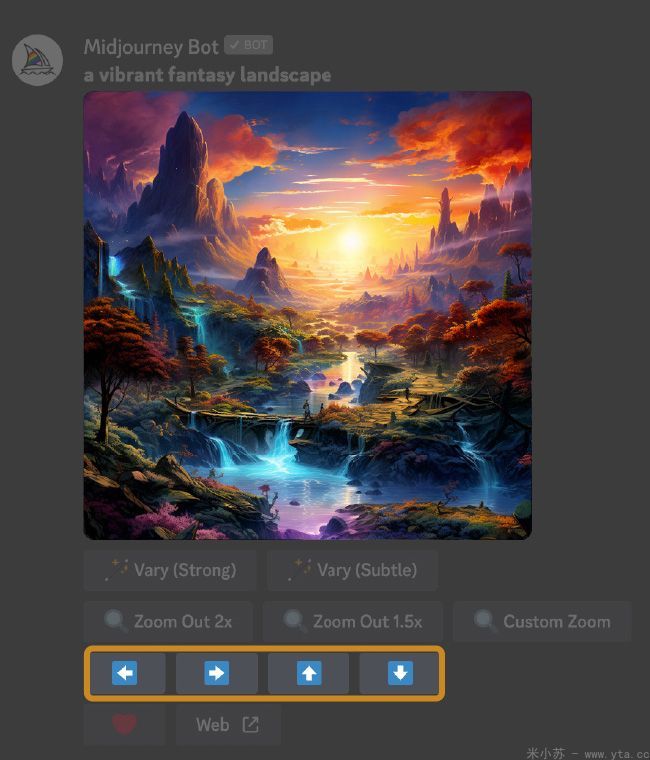 Midjourney Bot ✓ BOT
a vibrant fantasy landscape
Vary (Strong) Vary (Subtle)
Zoom Out 2x Zoom Out 1.5x Custom Zoom
Web
米小苏 - www.yta.cc